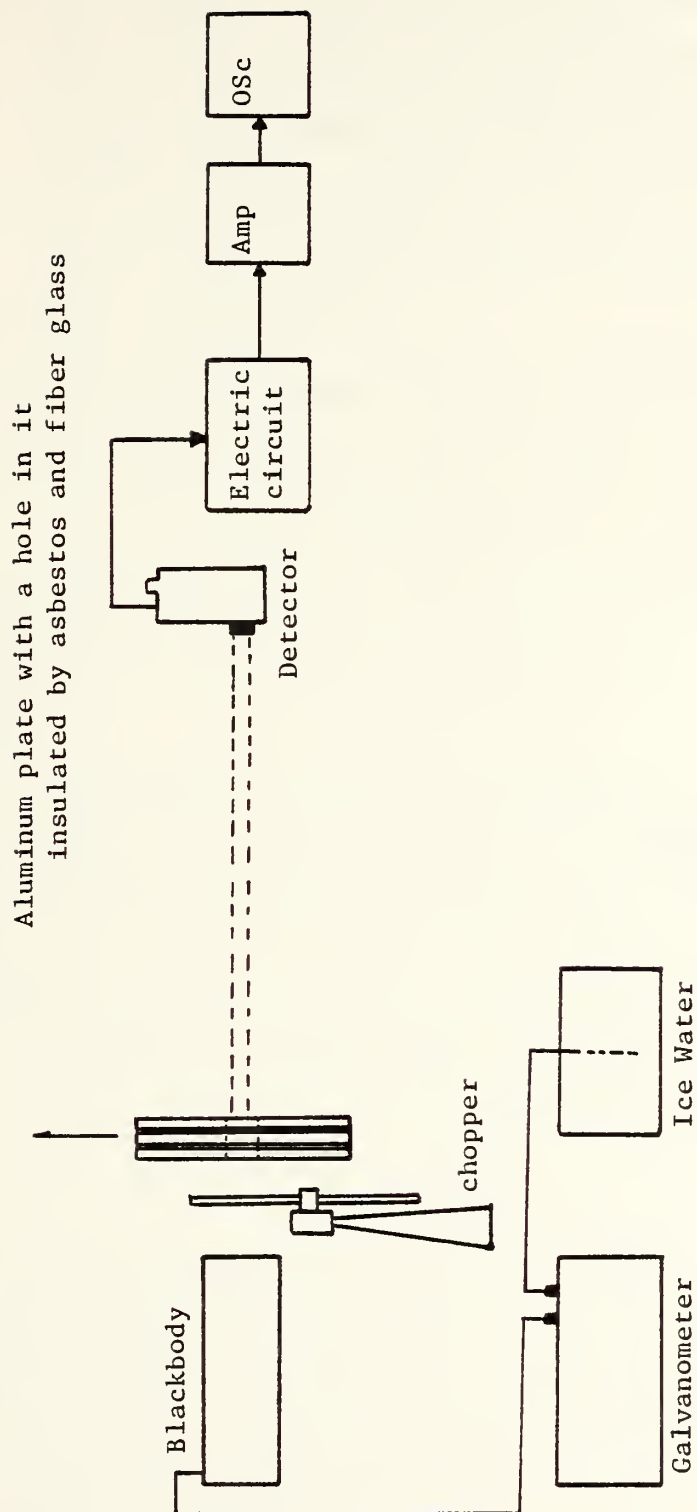 Aluminum plate with a hole in it
insulated by asbestos and fiber glass
Blackbody
chopper
Detector
Electric
circuit
Amp
OSc
Galvanometer
Ice Water